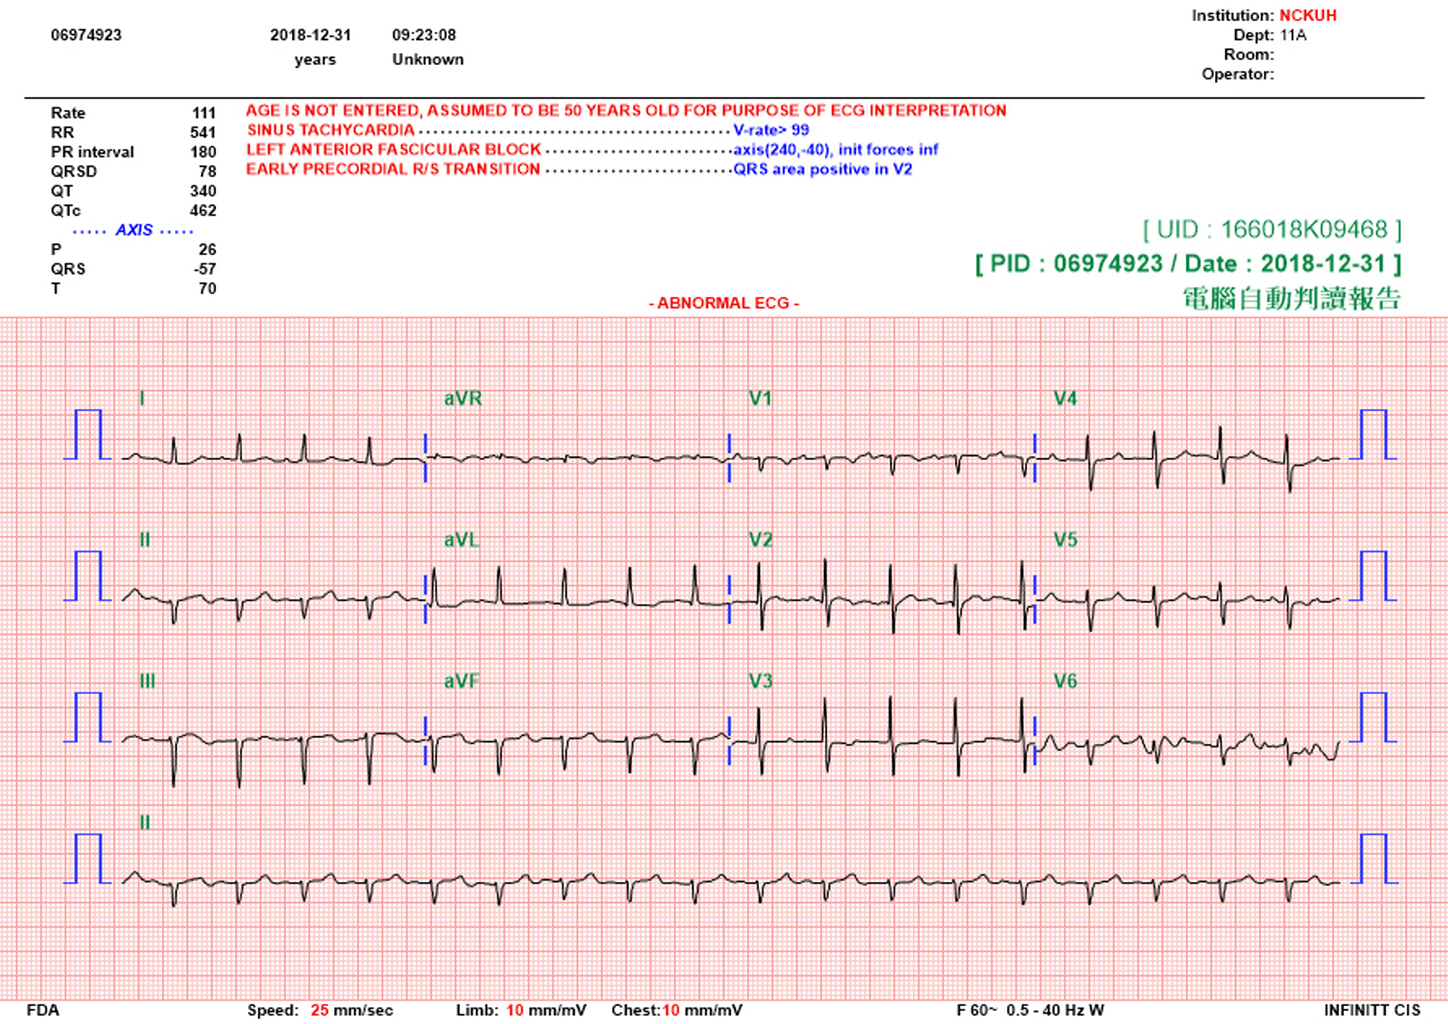 Institution: NCKUH
06974923 2018-12-31 09:23:08 Dept: 11A
years Unknown Room:
Operator:
Rate 111 AGE IS NOT ENTERED, ASSUMED TO BE 50 YEARS OLD FOR PURPOSE OF ECG INTERPRETATION
RR 541 SINUS TACHYCARDIA V-rate> 99
PR interval 180 LEFT ANTERIOR FASCICULAR BLOCK axis(240,-40), init forces inf
QRSD 78 EARLY PRECORDIAL R/S TRANSITION QRS area positive in V2
QT 340
QTc 462
AXIS
P 26
QRS -57
T 70
[ UID : 166018K09468 ]
[ PID : 06974923 / Date : 2018-12-31 ]
電腦自動判讀報告
- ABNORMAL ECG -
I aVR V1 V4
II aVL V2 V5
III aVF V3 V6
II
FDA Speed: 25 mm/sec Limb: 10 mm/mV Chest:10 mm/mV F 60~ 0.5 - 40 Hz W INFINITT CIS